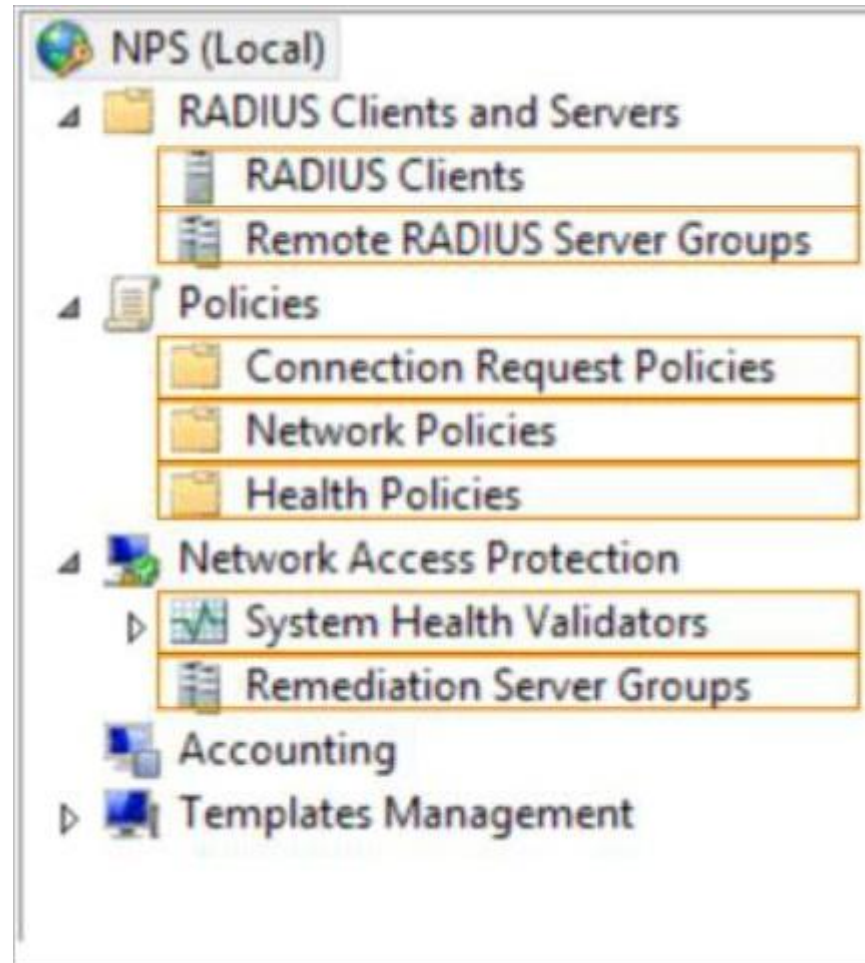 NPS (Local)
RADIUS Clients and Servers
RADIUS Clients
Remote RADIUS Server Groups
Policies
Connection Request Policies
Network Policies
Health Policies
Network Access Protection
System Health Validators
Remediation Server Groups
Accounting
Templates Management